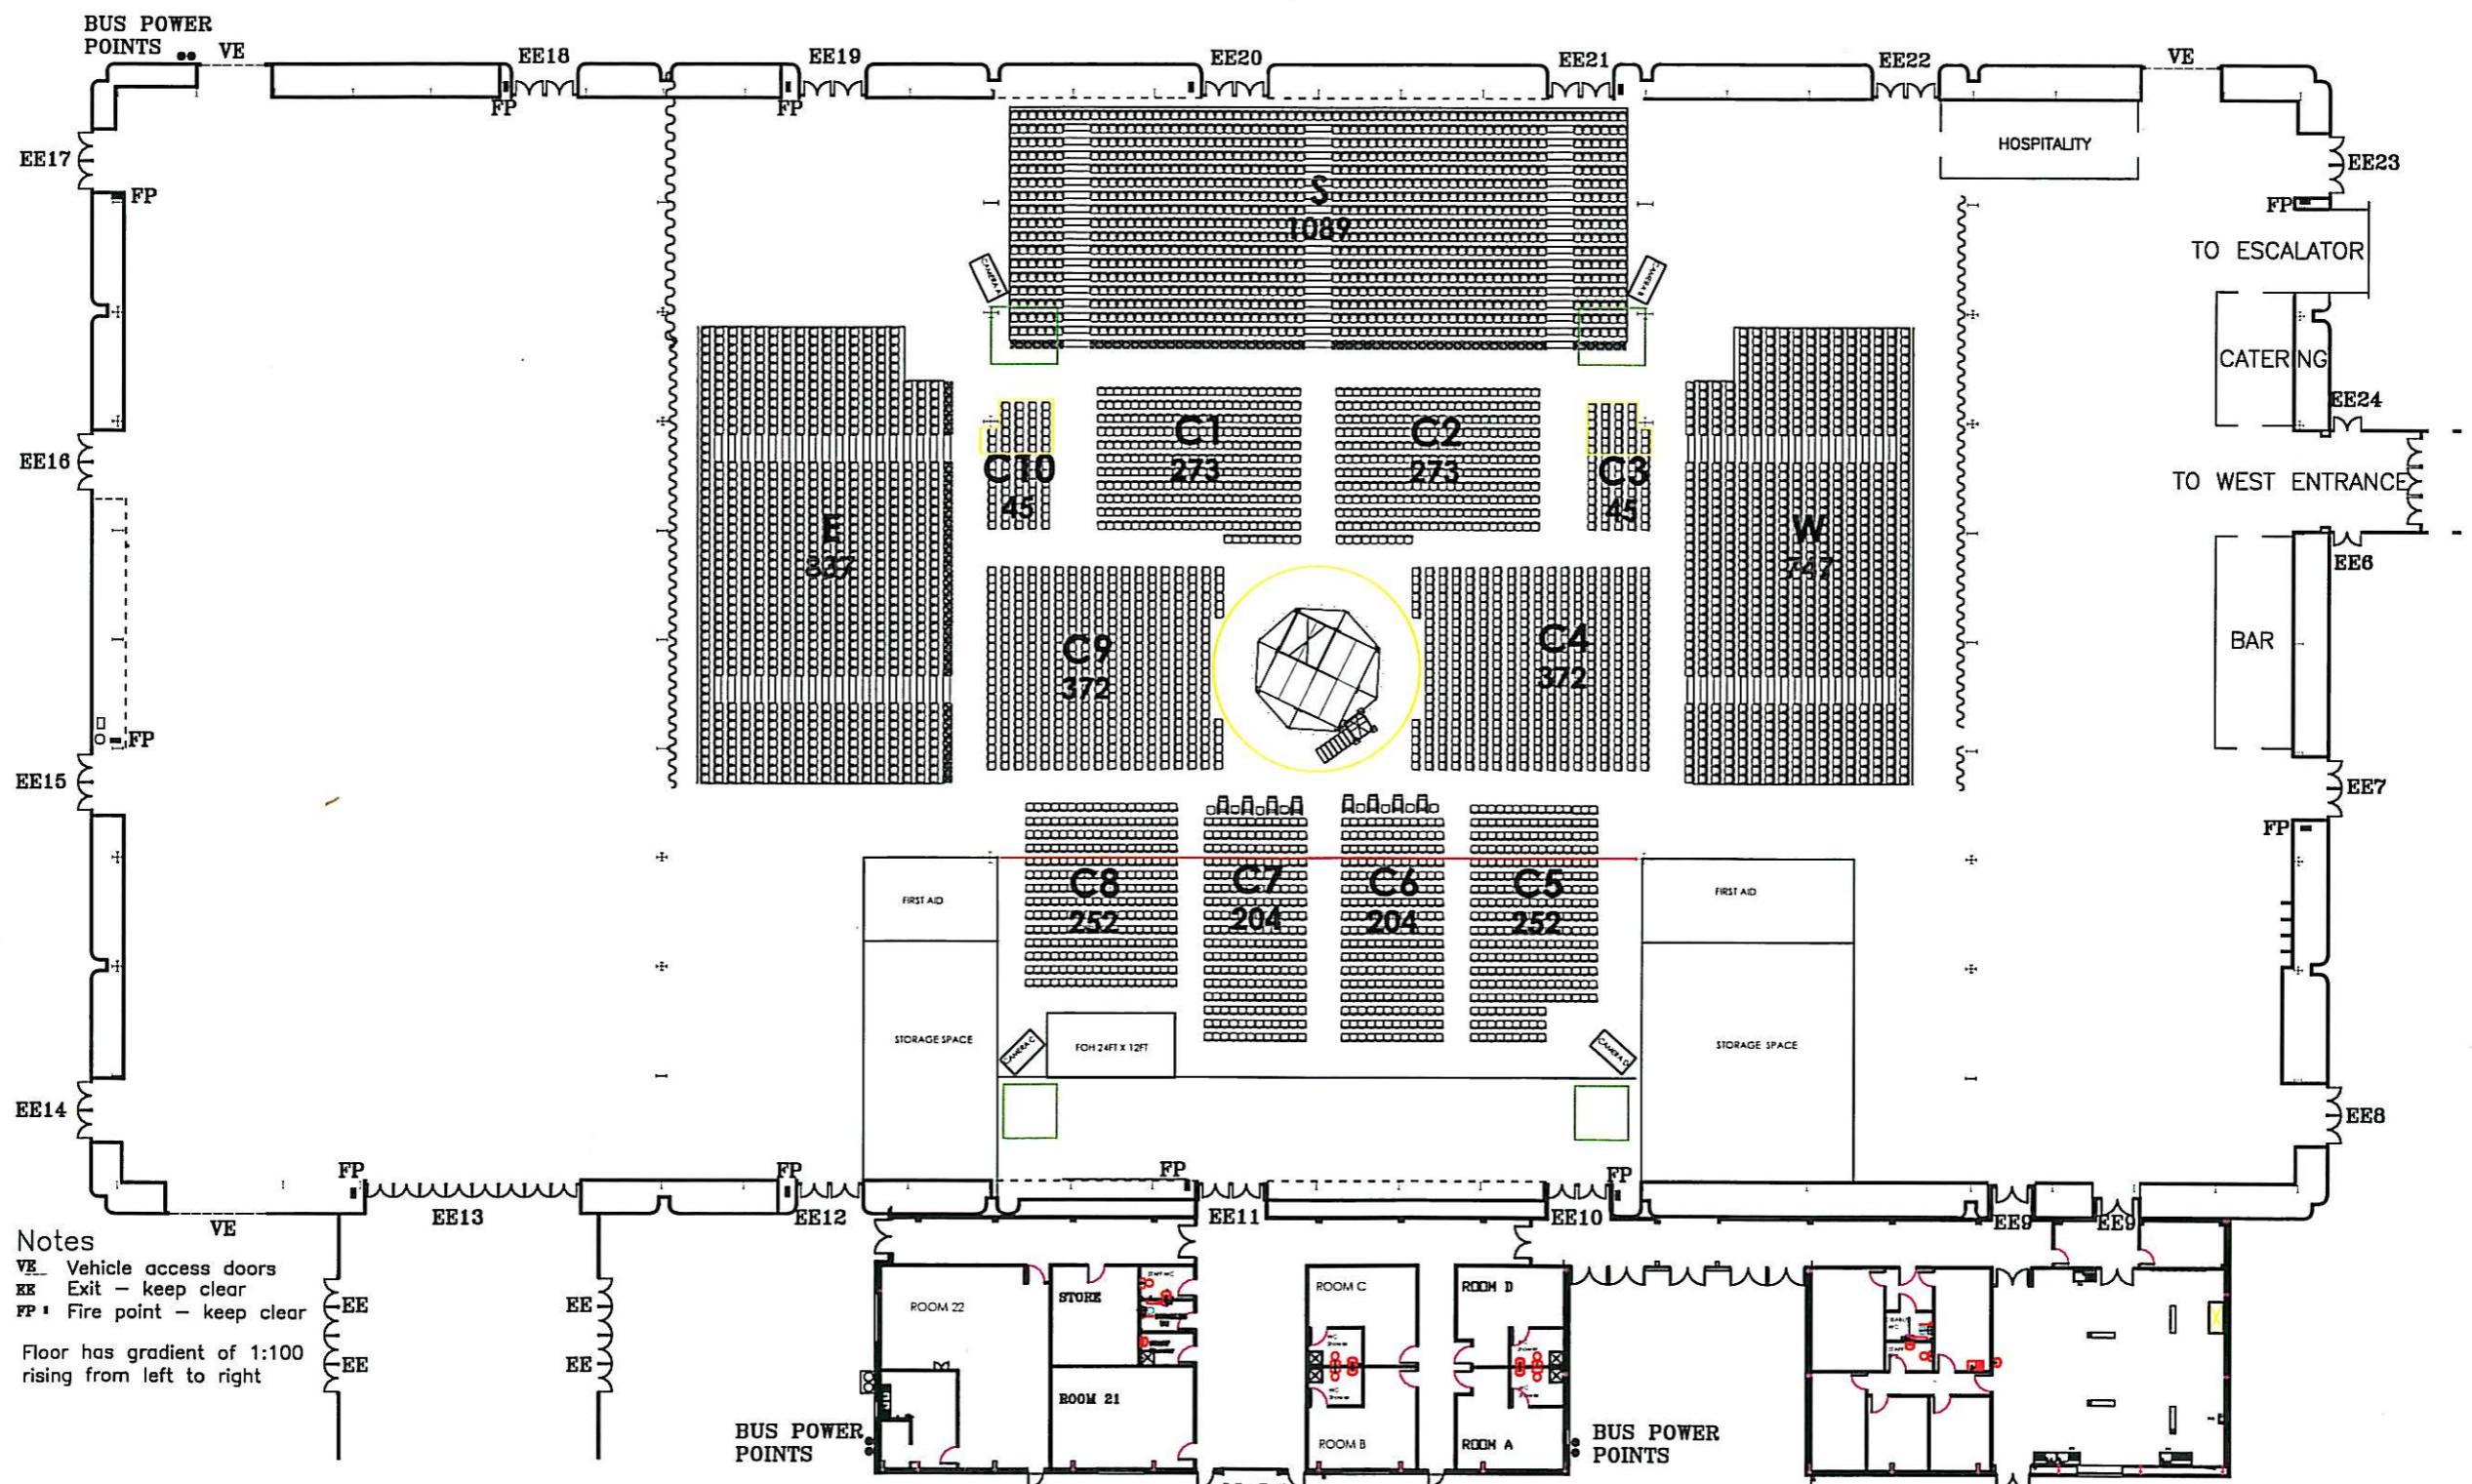 BUS POWER
POINTS
VE
EE18
EE19
EE20
EE21
EE22
VE
FP
FP
EE17
FP
HOSPITALITY
EE23
FP
S
1089
TO ESCALATOR
CAMERA A
CAMERA B
CATERING
EE24
C1
273
C2
273
C10
45
C3
45
EE16
TO WEST ENTRANCE
E
837
W
747
EE6
C9
372
C4
372
BAR
FP
EE15
EE7
FP
C8
252
C7
204
C6
204
C5
252
FIRST AID
FIRST AID
STORAGE SPACE
CAMERA C
FOH 24FT X 12FT
CAMERA D
STORAGE SPACE
EE14
EE8
FP
FP
FP
FP
VE
EE13
EE12
EE11
EE10
EE9
EE9
Notes
VE Vehicle access doors
EE Exit – keep clear
FP Fire point – keep clear
Floor has gradient of 1:100
rising from left to right
EE
EE
EE
EE
ROOM 22
STORE
ROOM 21
ROOM C
ROOM D
ROOM B
ROOM A
BUS POWER
POINTS
BUS POWER
POINTS